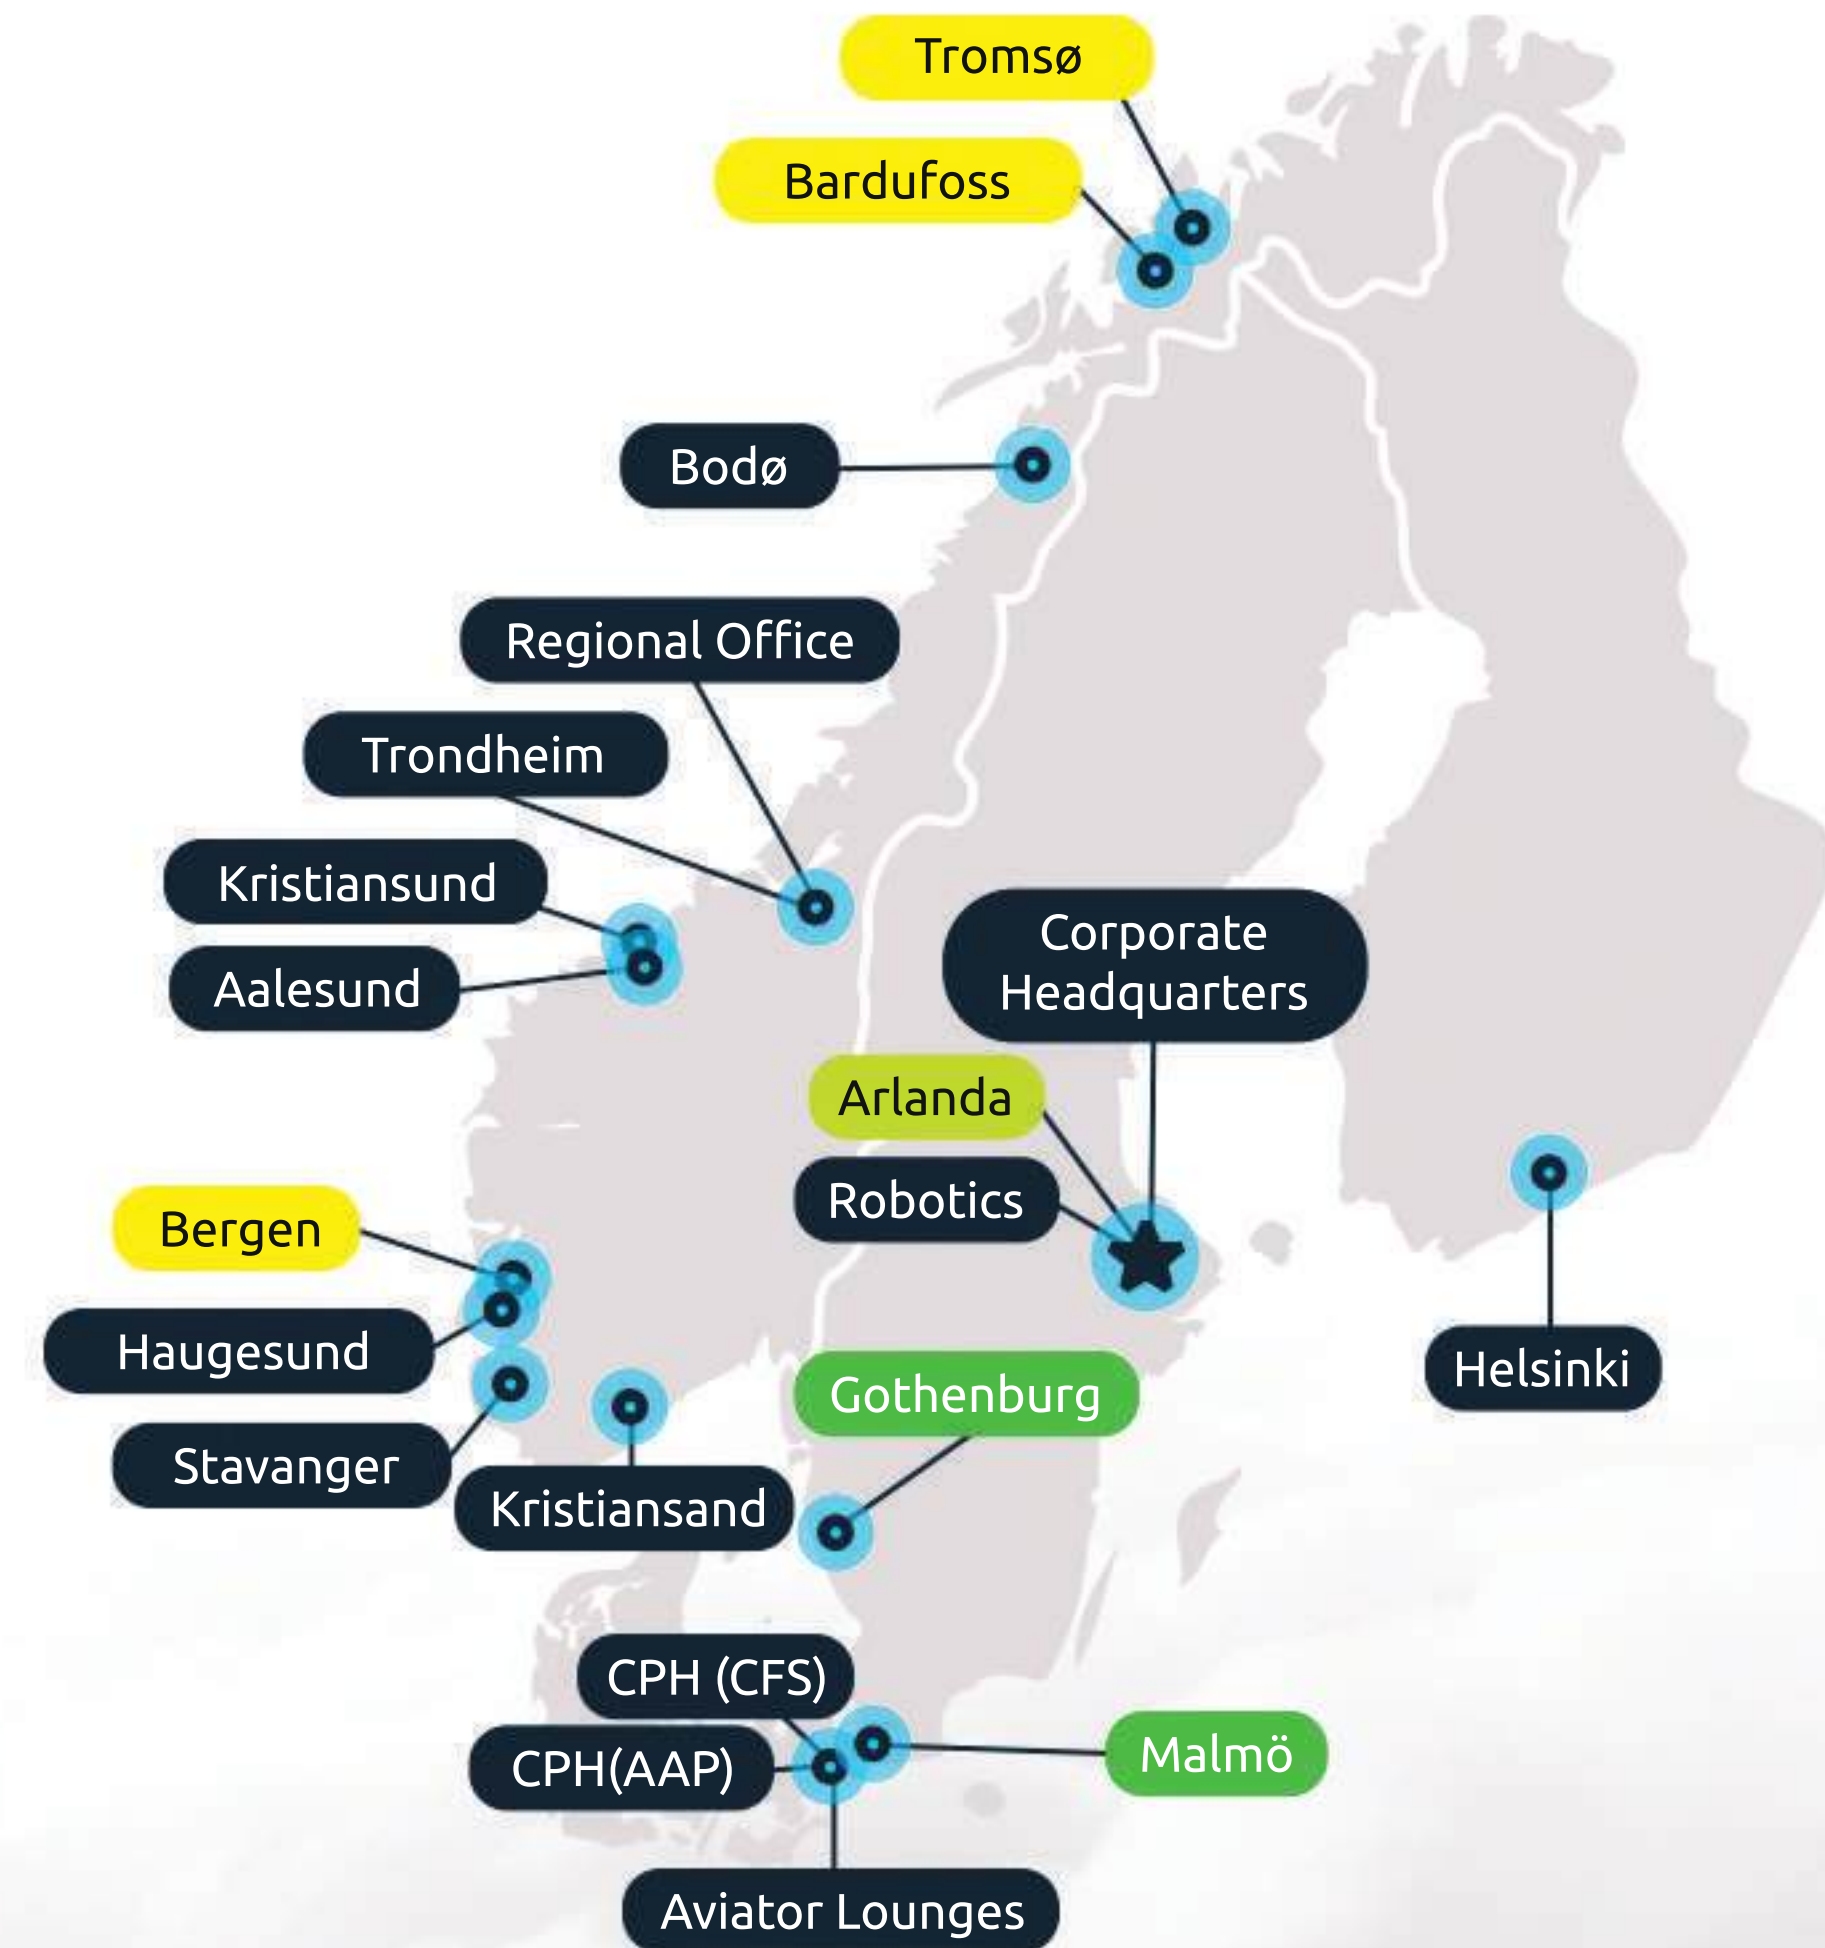 Tromsø
Bardufoss
Bodø
Regional Office
Trondheim
Kristiansund
Aalesund
Corporate
Headquarters
Arlanda
Robotics
Bergen
Haugesund
Stavanger
Kristiansand
Gothenburg
Helsinki
CPH (CFS)
CPH(AAP)
Malmö
Aviator Lounges